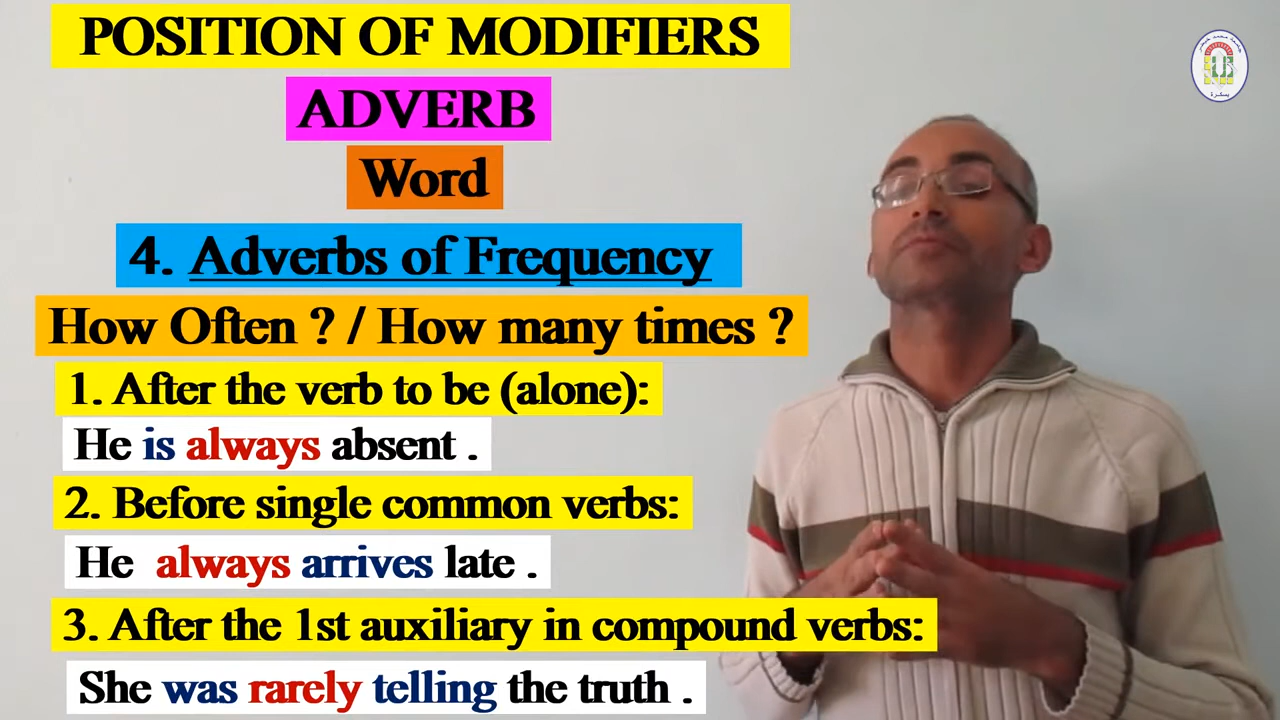 POSITION OF MODIFIERS
ADVERB
Word
4. Adverbs of Frequency
How Often ? / How many times ?
1. After the verb to be (alone):
He is always absent .
2. Before single common verbs:
He always arrives late .
3. After the 1st auxiliary in compound verbs:
She was rarely telling the truth .